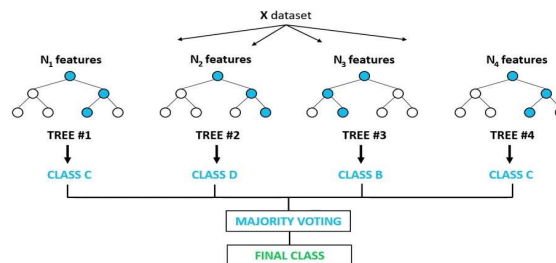 X dataset
N₁ features
N₂ features
N₃ features
N₄ features
TREE #1
TREE #2
TREE #3
TREE #4
CLASS C
CLASS D
CLASS B
CLASS C
MAJORITY VOTING
FINAL CLASS